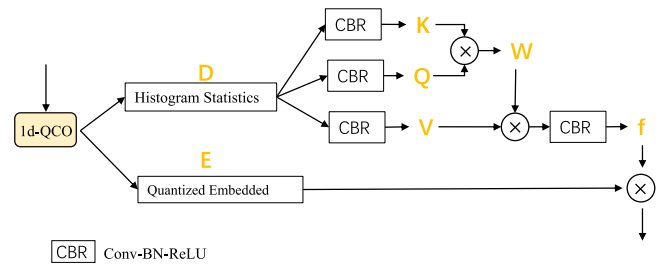 CBR K
D CBR Q × W
Histogram Statistics
1d-QCO CBR V × CBR f
E
Quantized Embedded ×
CBR Conv-BN-ReLU